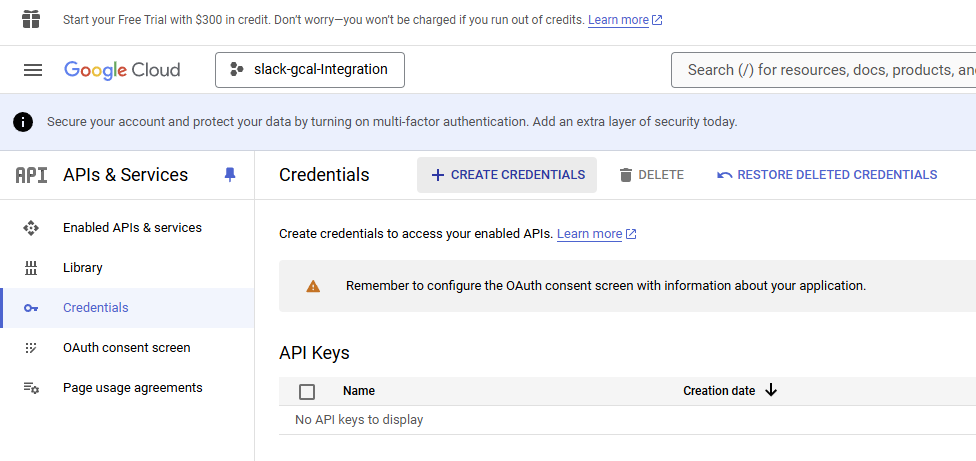 Start your Free Trial with $300 in credit. Don't worry—you won't be charged if you run out of credits. Learn more
Google Cloud
slack-gcal-Integration
Search (/) for resources, docs, products, an
Secure your account and protect your data by turning on multi-factor authentication. Add an extra layer of security today.
API APIs & Services
Credentials
CREATE CREDENTIALS
DELETE
RESTORE DELETED CREDENTIALS
Enabled APIs & services
Library
Credentials
OAuth consent screen
Page usage agreements
Create credentials to access your enabled APIs. Learn more
Remember to configure the OAuth consent screen with information about your application.
API Keys
Name Creation date
No API keys to display